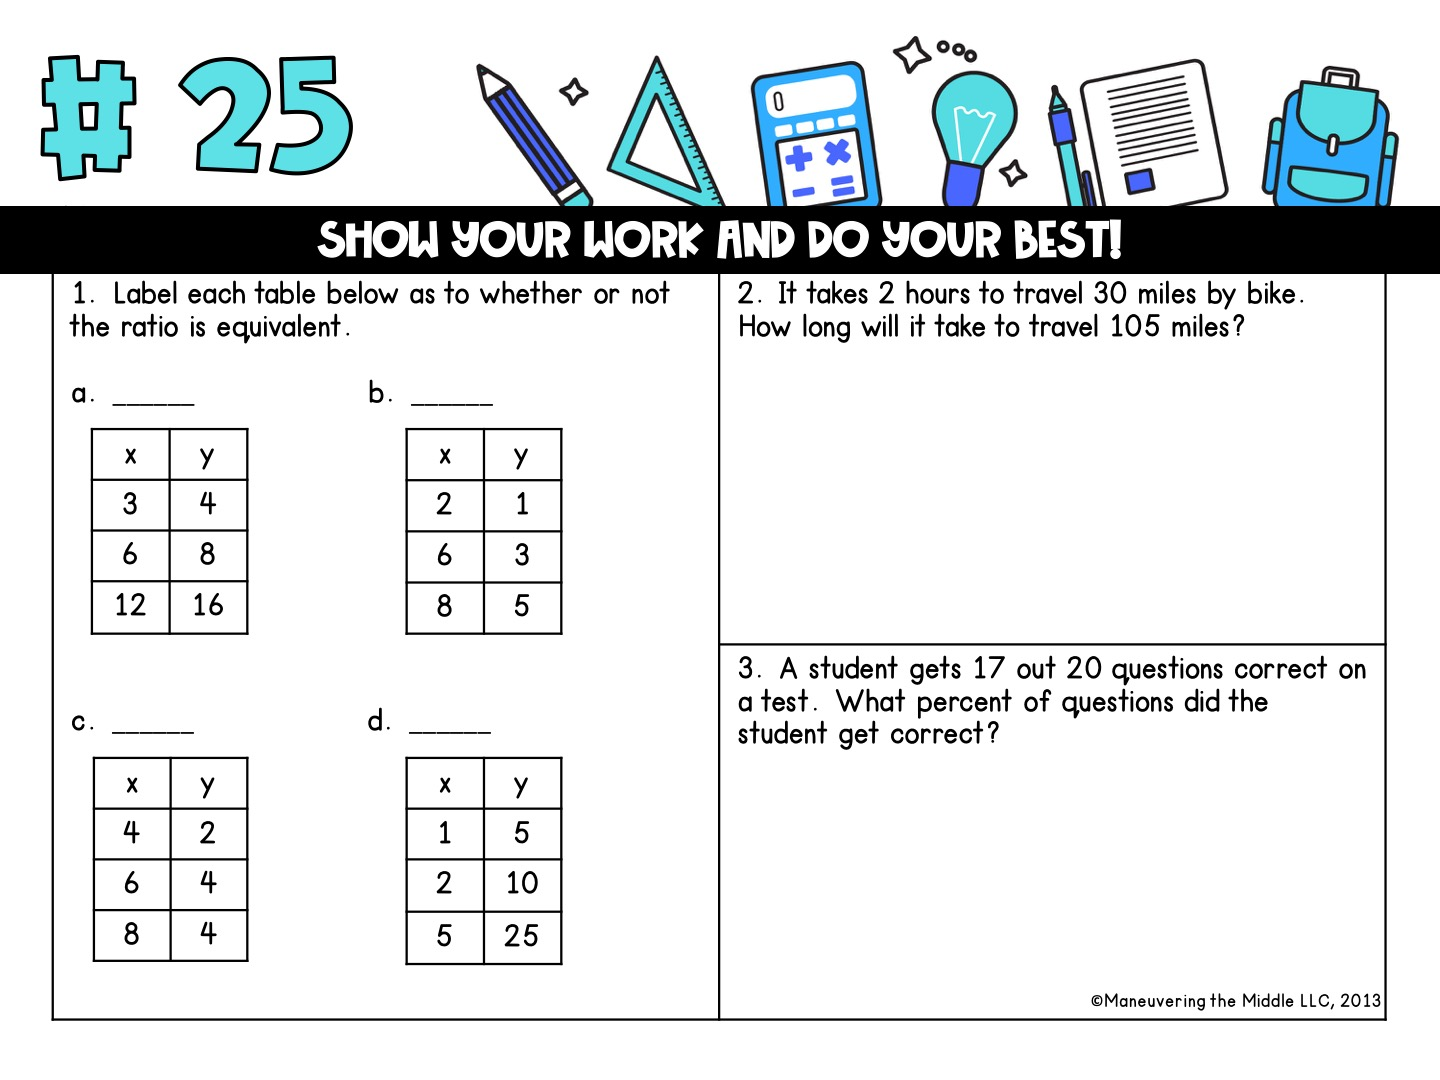 # 25
SHOW YOUR WORK AND DO YOUR BEST!
1. Label each table below as to whether or not
the ratio is equivalent.
a. ______
x y
3 4
6 8
12 16
b. ______
x y
2 1
6 3
8 5
c. ______
x y
4 2
6 4
8 4
d. ______
x y
1 5
2 10
5 25
2. It takes 2 hours to travel 30 miles by bike.
How long will it take to travel 105 miles?
3. A student gets 17 out 20 questions correct on
a test. What percent of questions did the
student get correct?
©Maneuvering the Middle LLC, 2013